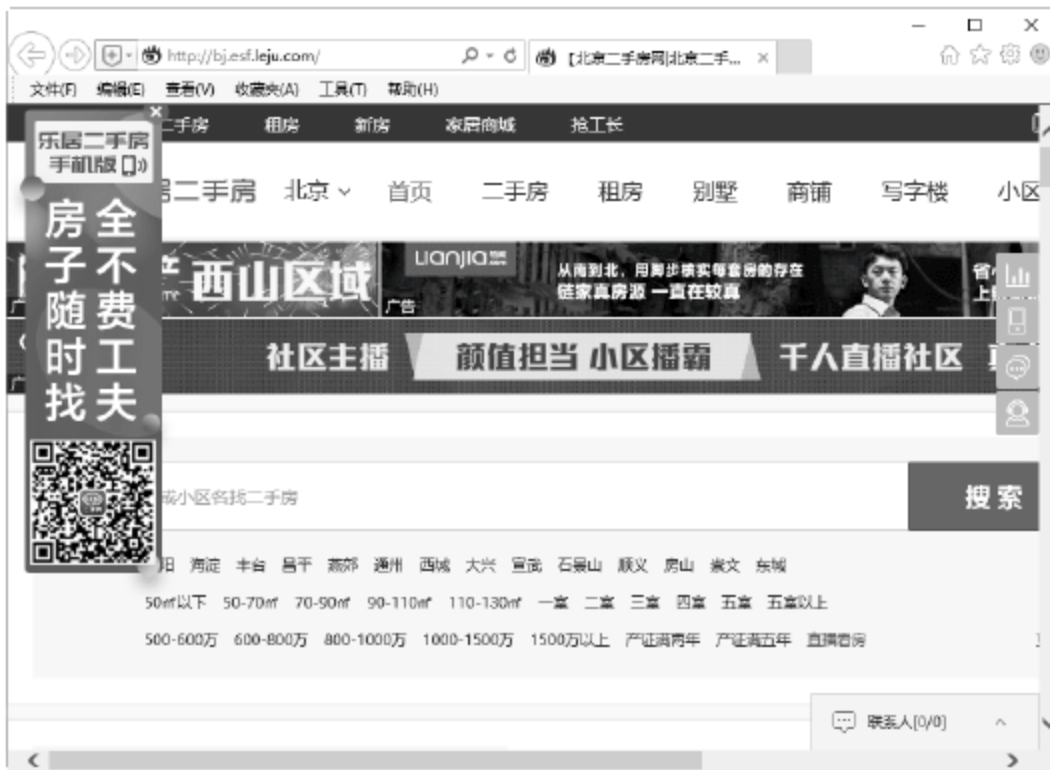 http://bj.esf.leju.com/
[北京二手房网|北京二手...
文件(F) 编辑(E) 查看(V) 收藏夹(A) 工具(T) 帮助(H)
二手房 租房 新房 家居商城 抢工长
乐居二手房
手机版
房子随时找
全不费工夫
居二手房 北京 首页 二手房 租房 别墅 商铺 写字楼 小区
西山区域
广告
LIANJIA
从南到北，用脚步核实每套房的存在
链家真房源 一直在较真
省
上
社区主播 颜值担当 小区播霸 千人直播社区
或小区名找二手房
搜索
阳 海淀 丰台 昌平 燕郊 通州 西城 大兴 宣武 石景山 顺义 房山 崇文 东城
50㎡以下 50-70㎡ 70-90㎡ 90-110㎡ 110-130㎡ 一室 二室 三室 四室 五室 五室以上
500-600万 600-800万 800-1000万 1000-1500万 1500万以上 产证满两年 产证满五年 直播看房
联系人[0/0]